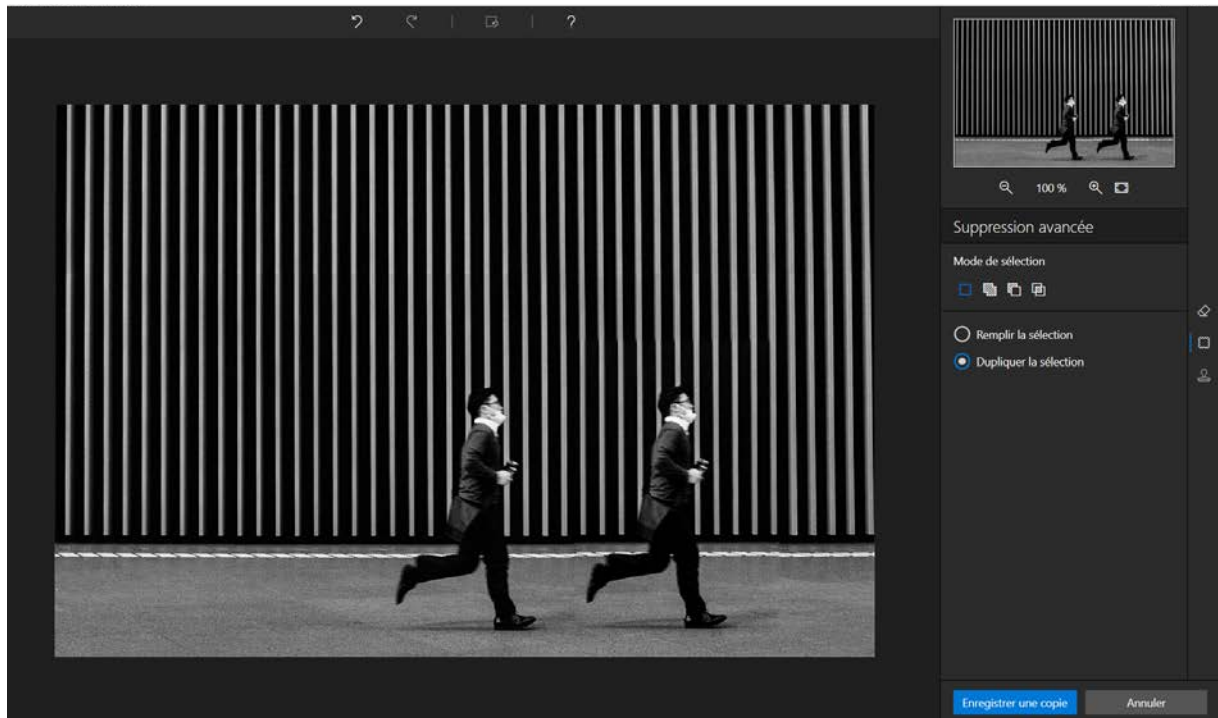 ?
100 %
Suppression avancée
Mode de sélection
Remplir la sélection
Dupliquer la sélection
Enregistrer une copie
Annuler